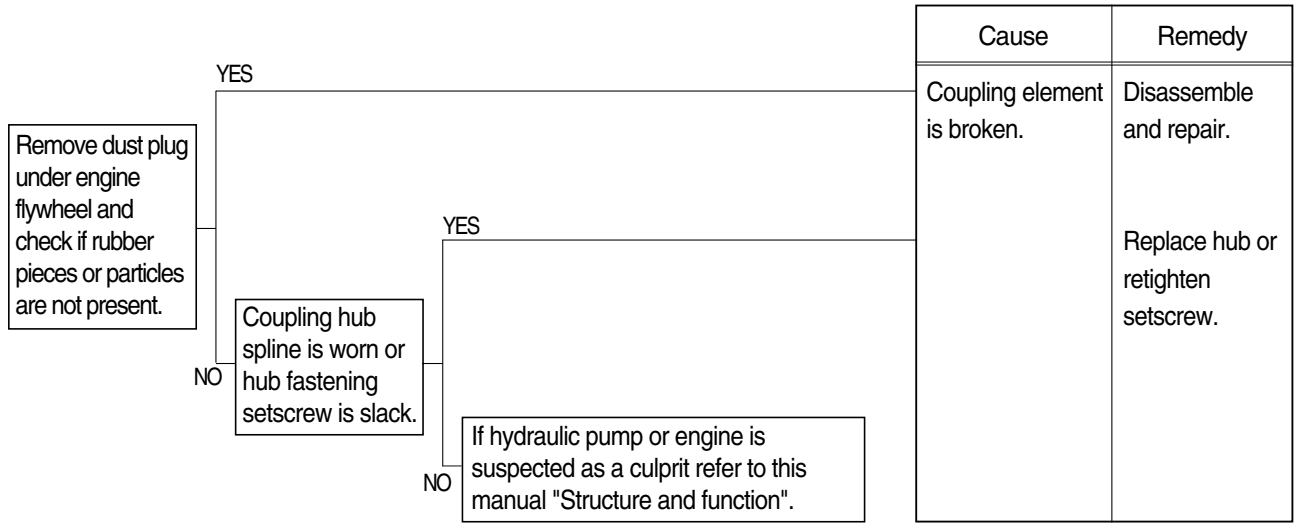 Cause
Remedy
YES
Coupling element
is broken.
Disassemble
and repair.
Remove dust plug
under engine
flywheel and
check if rubber
pieces or particles
are not present.
YES
Replace hub or
retighten
setscrew.
NO
Coupling hub
spline is worn or
hub fastening
setscrew is slack.
NO
If hydraulic pump or engine is
suspected as a culprit refer to this
manual "Structure and function".